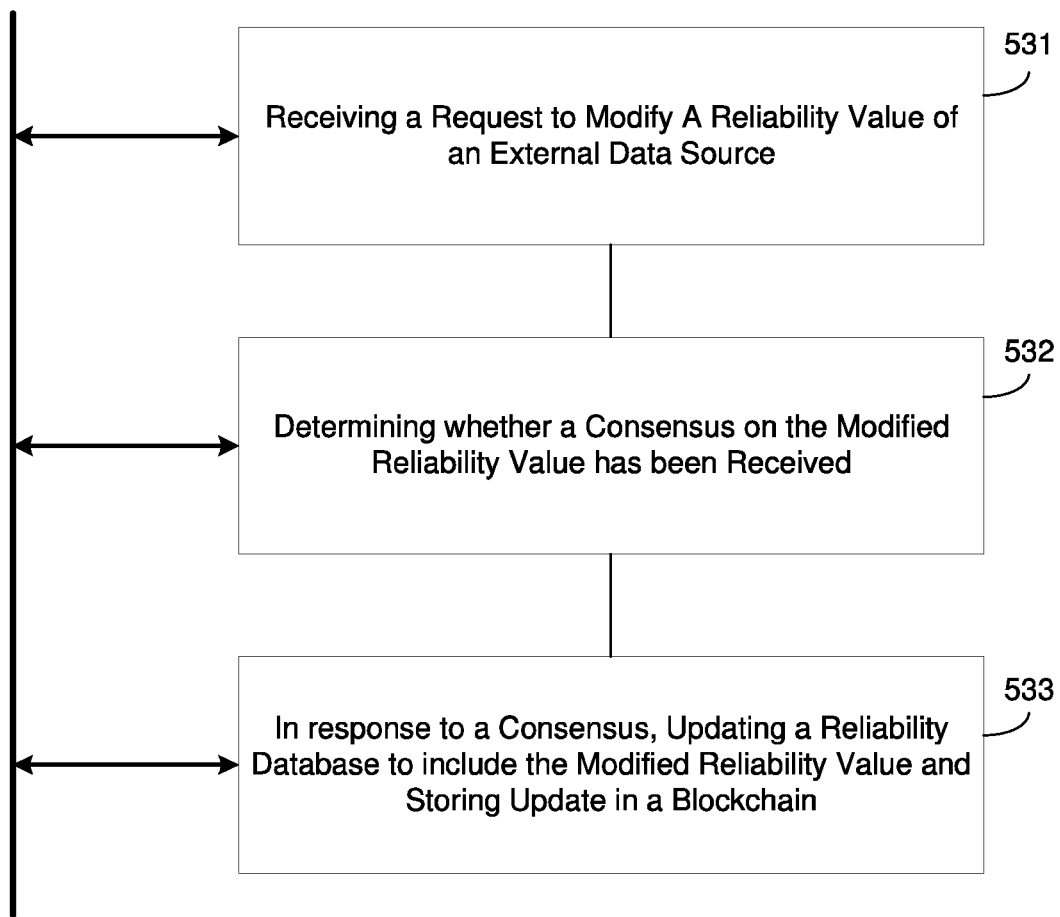 531
Receiving a Request to Modify A Reliability Value of
an External Data Source
532
Determining whether a Consensus on the Modified
Reliability Value has been Received
533
In response to a Consensus, Updating a Reliability
Database to include the Modified Reliability Value and
Storing Update in a Blockchain